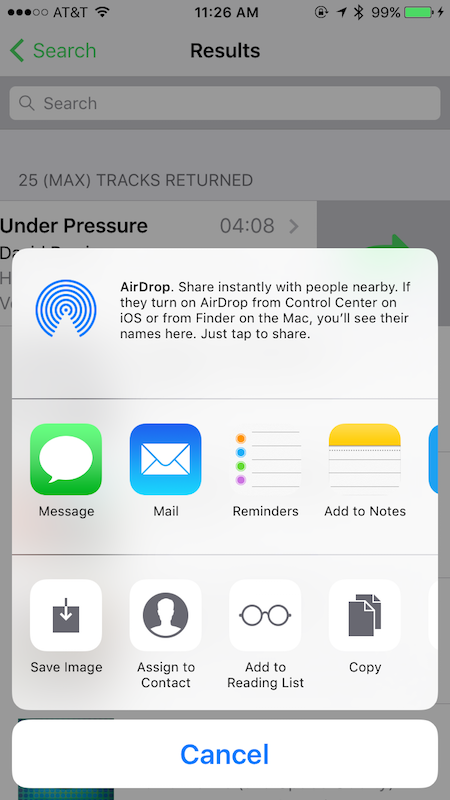 AT&T 11:26 AM 99%
Search Results
Search
25 (MAX) TRACKS RETURNED
Under Pressure 04:08
AirDrop. Share instantly with people nearby. If
they turn on AirDrop from Control Center on
iOS or from Finder on the Mac, you'll see their
names here. Just tap to share.
Message Mail Reminders Add to Notes
Save Image Assign to
Contact Add to
Reading List Copy
Cancel